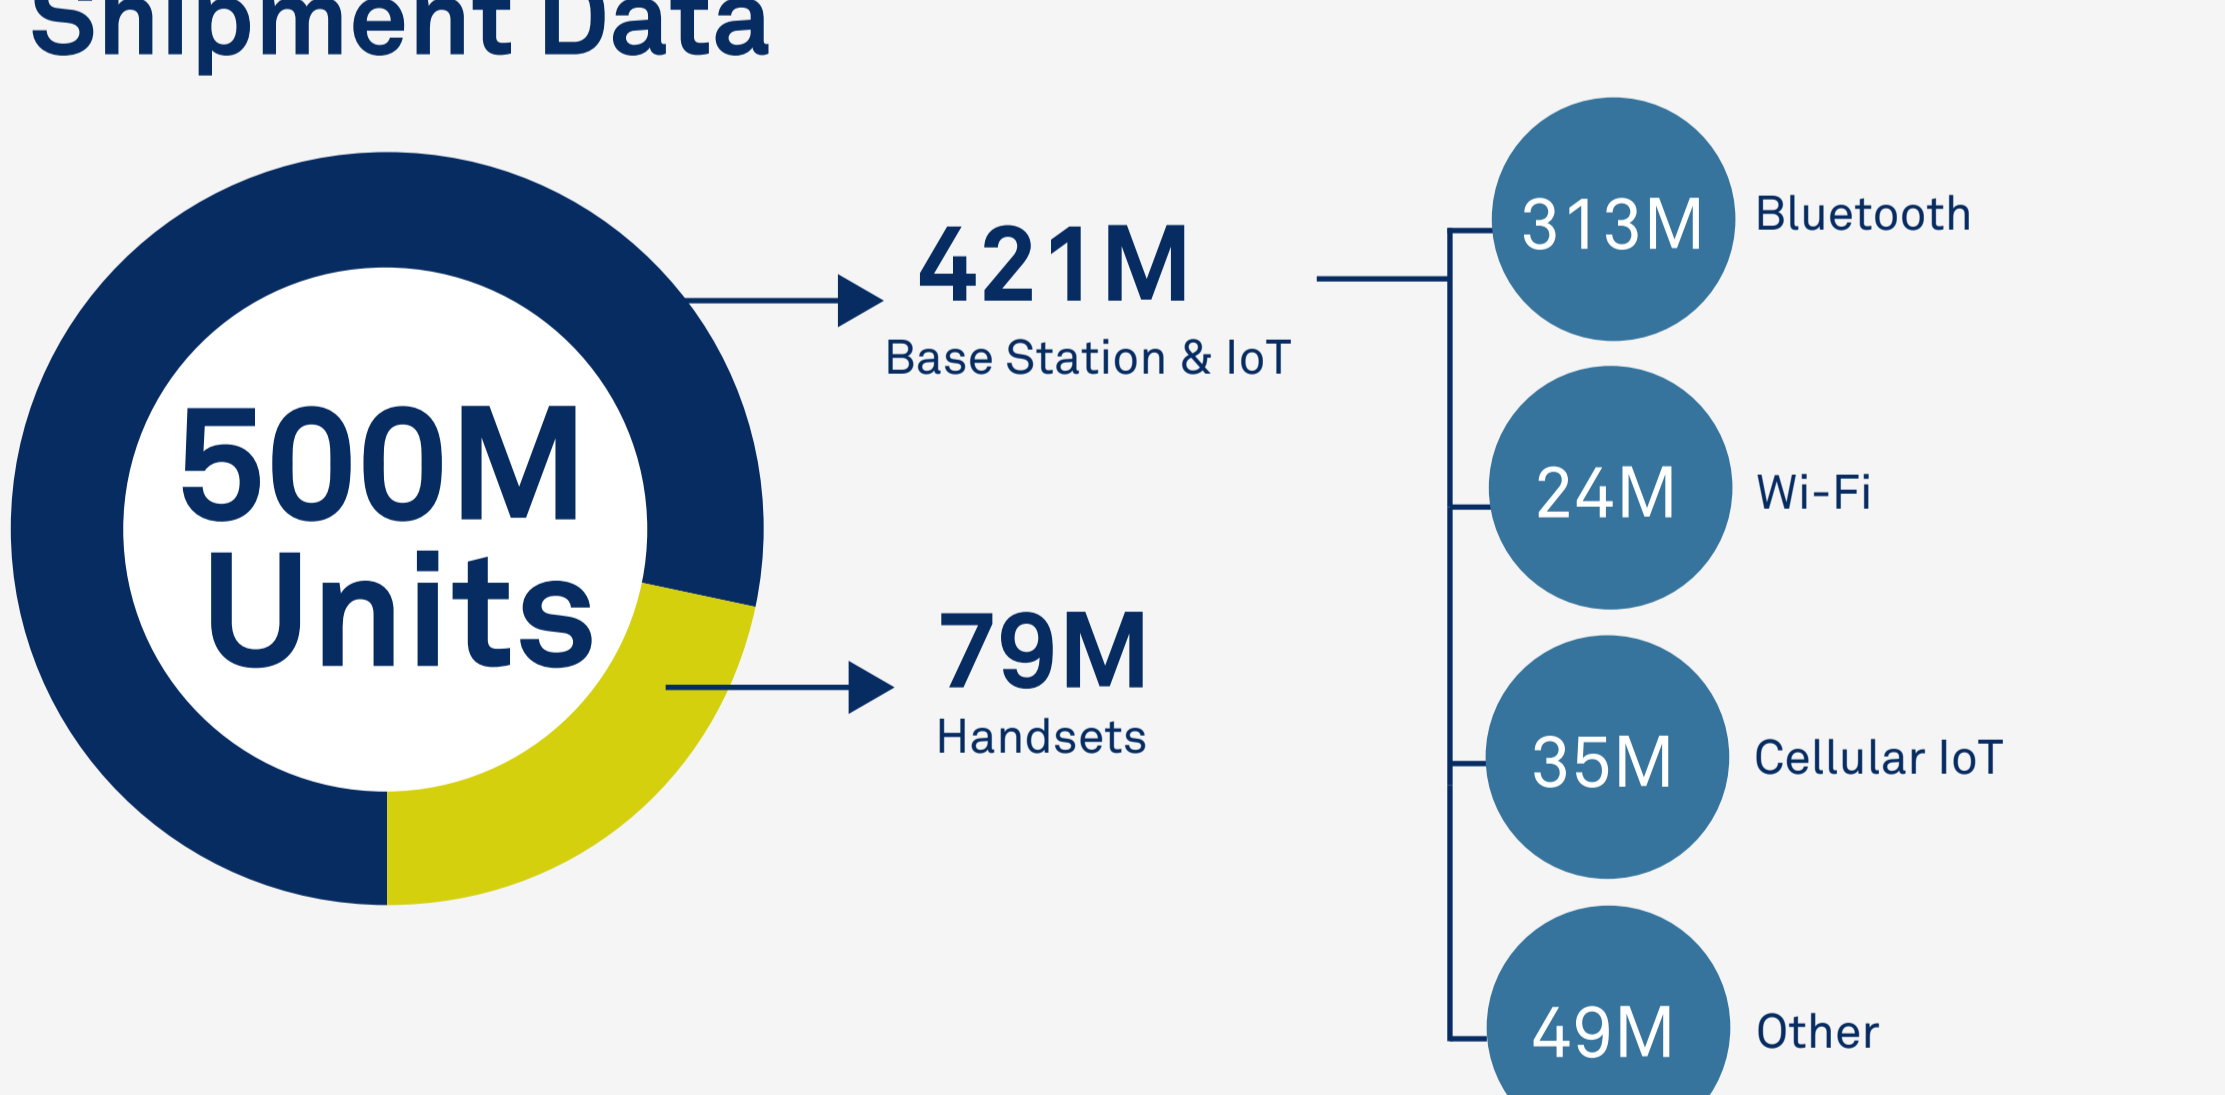 Shipment Data
500M
Units
421M
Base Station & IoT
79M
Handsets
313M
Bluetooth
24M
Wi-Fi
35M
Cellular IoT
49M
Other